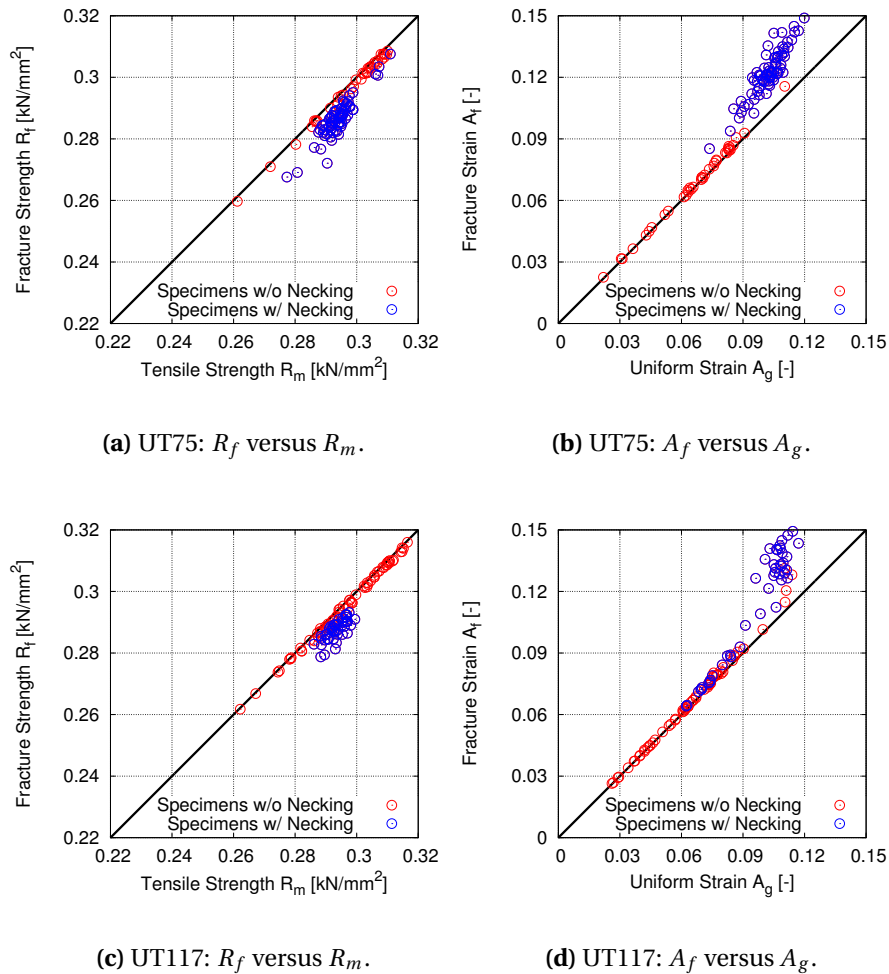 0.32
0.3
0.28
0.26
0.24
0.22
Fracture Strength R_f [kN/mm²]
Specimens w/o Necking
Specimens w/ Necking
0.22 0.24 0.26 0.28 0.3 0.32
Tensile Strength R_m [kN/mm²]
(a) UT75: R_f versus R_m.
0.15
0.12
0.09
0.06
0.03
0
Fracture Strain A_f [-]
Specimens w/o Necking
Specimens w/ Necking
0 0.03 0.06 0.09 0.12 0.15
Uniform Strain A_g [-]
(b) UT75: A_f versus A_g.
0.32
0.3
0.28
0.26
0.24
0.22
Fracture Strength R_f [kN/mm²]
Specimens w/o Necking
Specimens w/ Necking
0.22 0.24 0.26 0.28 0.3 0.32
Tensile Strength R_m [kN/mm²]
(c) UT117: R_f versus R_m.
0.15
0.12
0.09
0.06
0.03
0
Fracture Strain A_f [-]
Specimens w/o Necking
Specimens w/ Necking
0 0.03 0.06 0.09 0.12 0.15
Uniform Strain A_g [-]
(d) UT117: A_f versus A_g.